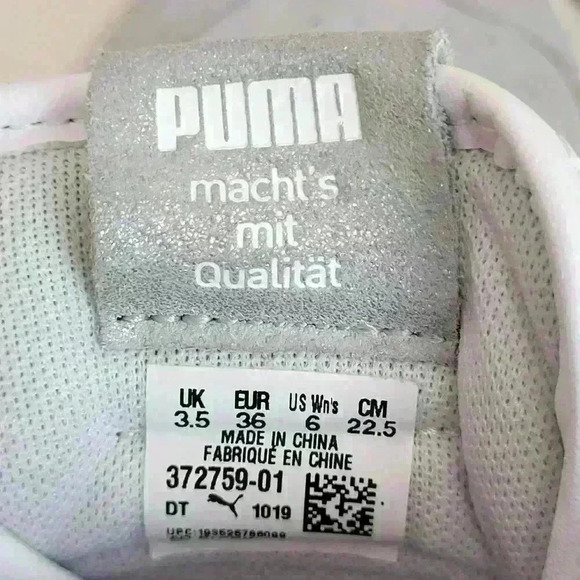 PUMA
macht's
mit
Qualität
UK EUR US Wn's CM
3.5 36 6 22.5
MADE IN CHINA
FABRIQUÉ EN CHINE
372759-01
DT 1019
UPC: